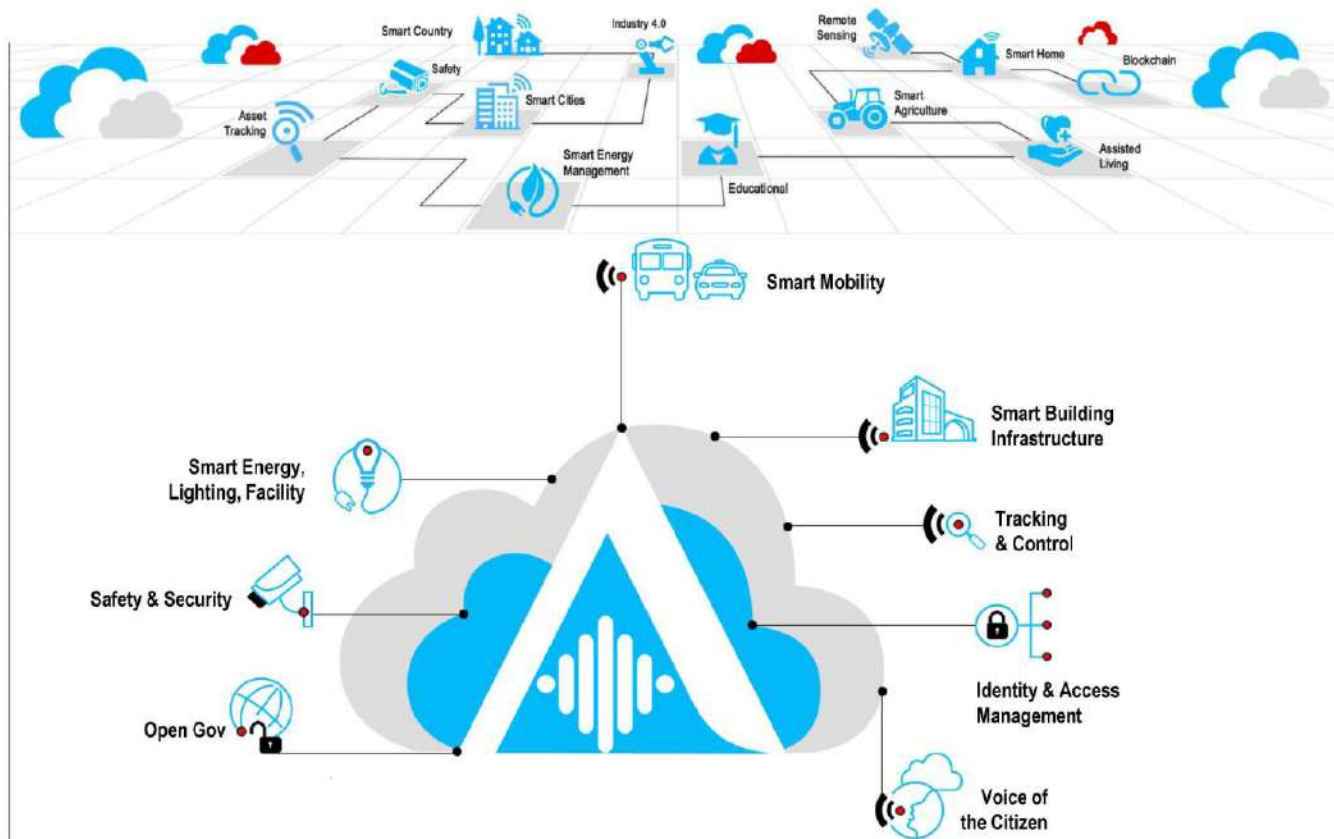 Smart Country
Industry 4.0
Remote
Sensing
Smart Home
Blockchain
Safety
Smart Cities
Smart
Agriculture
Asset
Tracking
Smart Energy
Management
Educational
Assisted
Living
Smart Mobility
Smart Building
Infrastructure
Smart Energy,
Lighting, Facility
Tracking
& Control
Safety & Security
Identity & Access
Management
Open Gov
Voice of
the Citizen